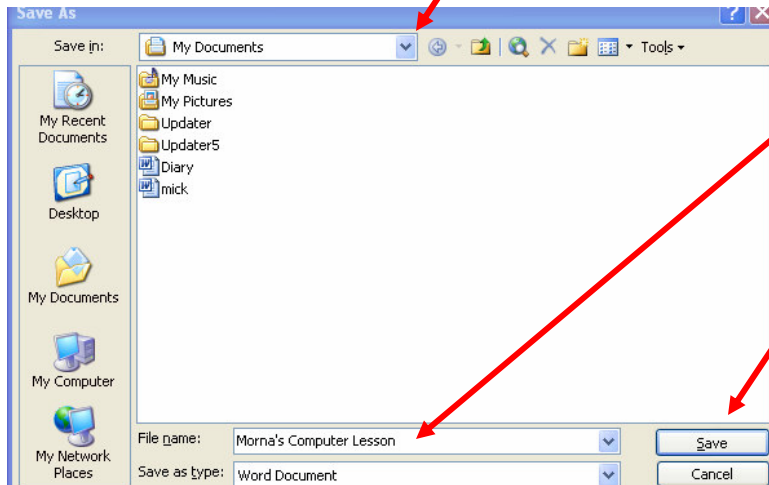 Save As
Save in: My Documents Tools
My Music
My Pictures
Updater
Updater5
Diary
mick
My Recent
Documents
Desktop
My Documents
My Computer
My Network
Places
File name: Morna's Computer Lesson Save
Save as type: Word Document Cancel